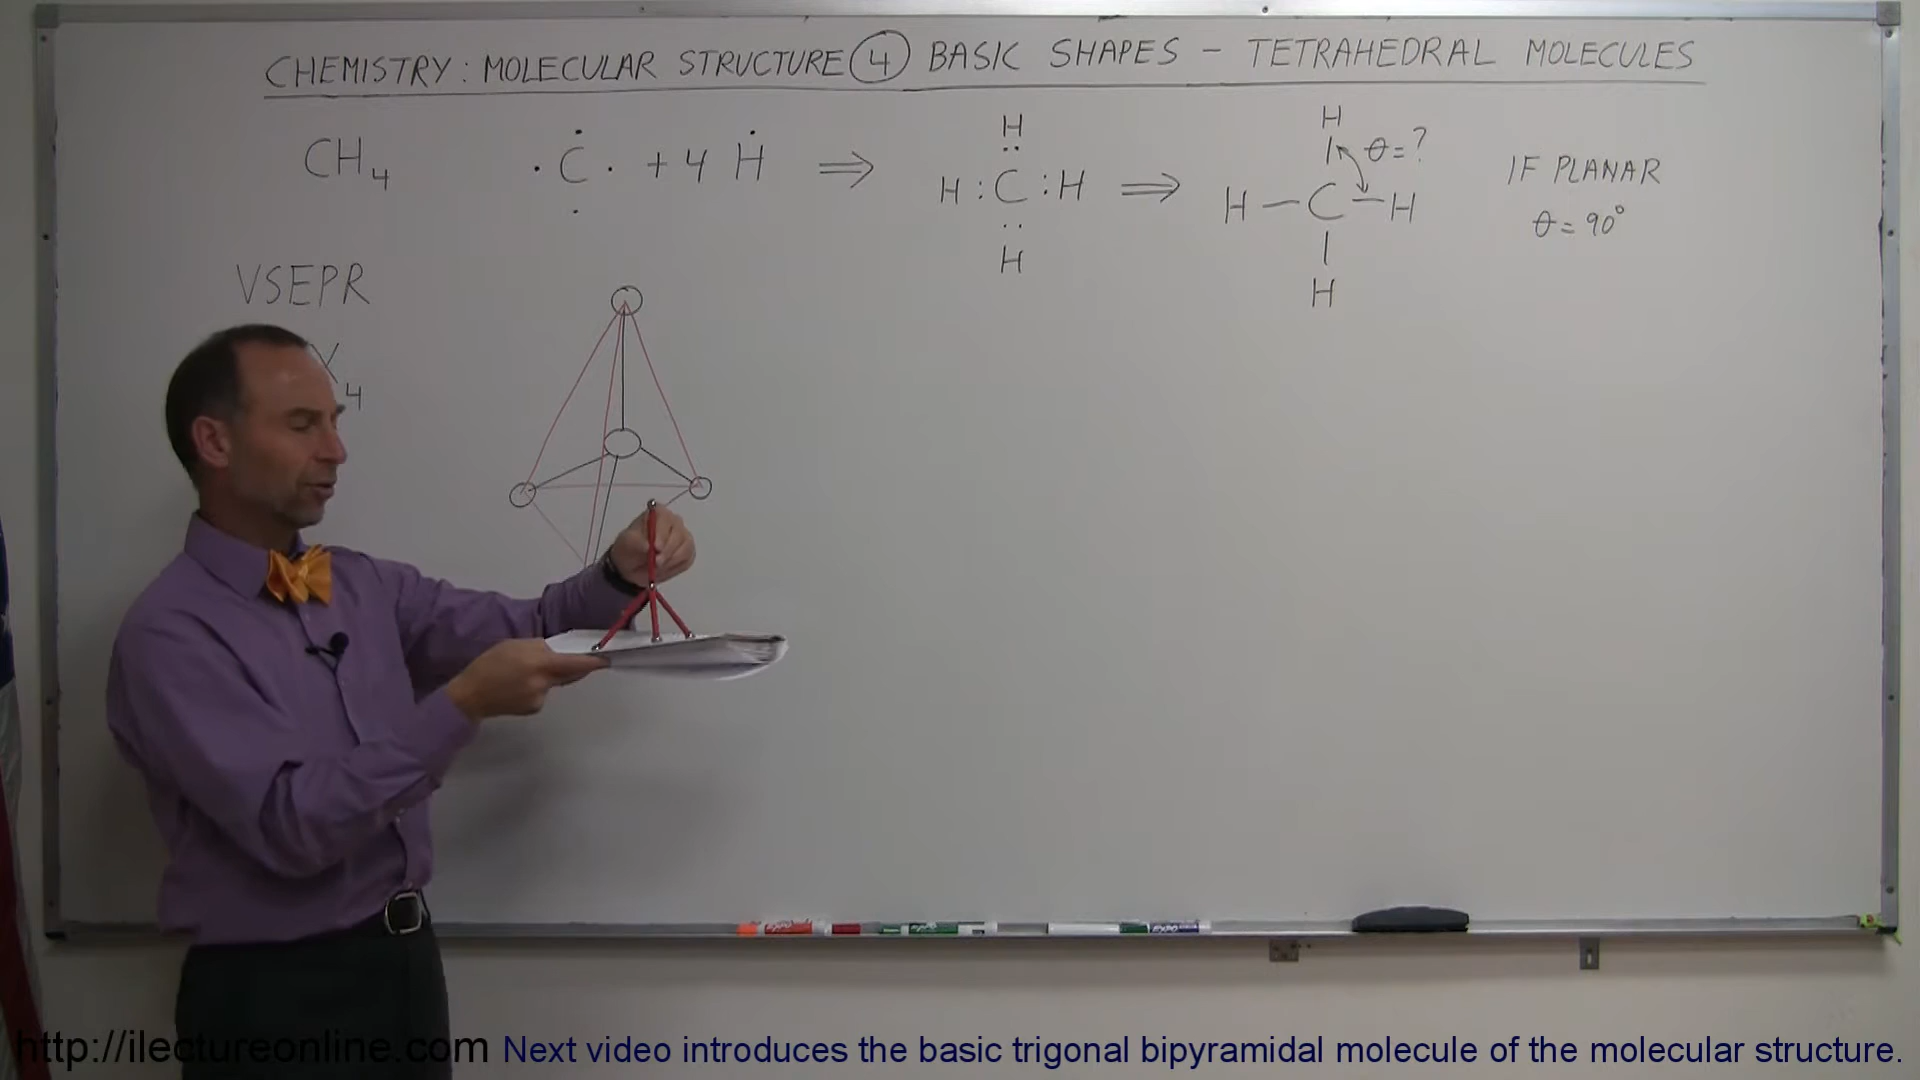 CHEMISTRY: MOLECULAR STRUCTURE 4 BASIC SHAPES - TETRAHEDRAL MOLECULES
CH4
· C · + 4 H ⇒
H
H : C : H ⇒
H
H
θ = ?
H - C - H
H
IF PLANAR
θ = 90°
VSEPR
X4
http://ilectureonline.com Next video introduces the basic trigonal bipyramidal molecule of the molecular structure.